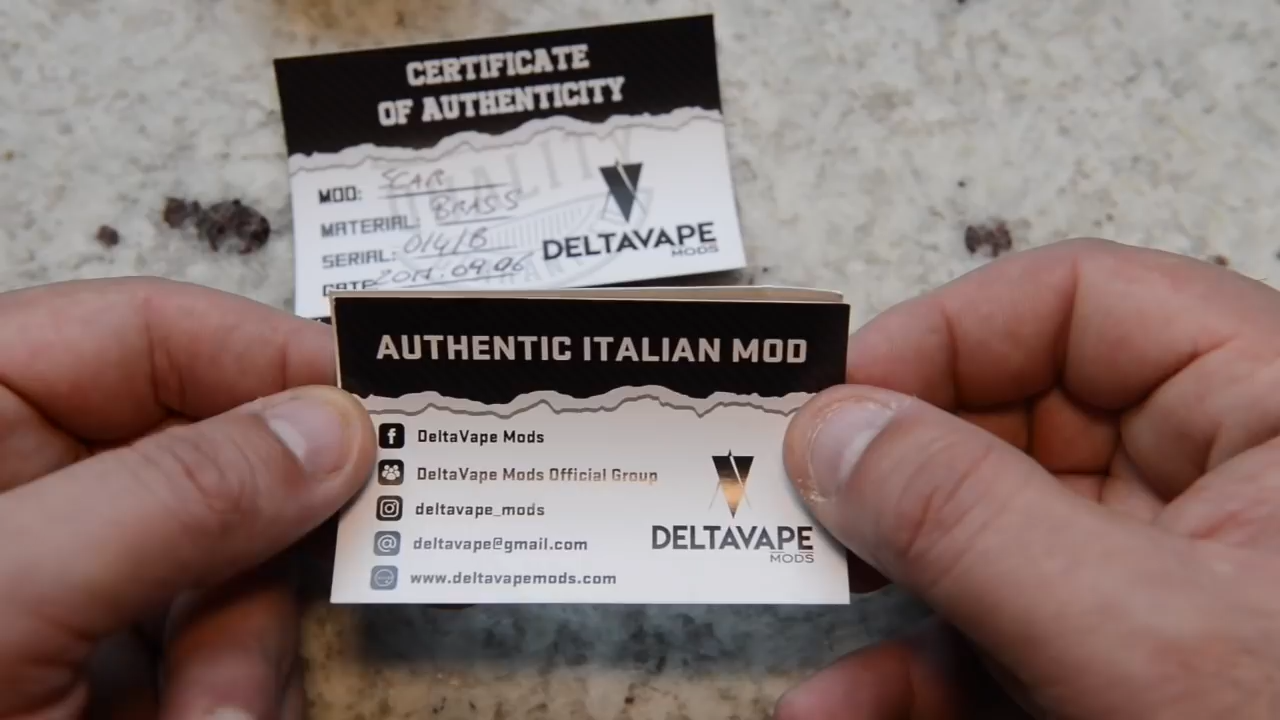 CERTIFICATE
OF AUTHENTICITY
MOD: SCAR
MATERIAL: BRASS
SERIAL:
DATE 2017.09.06
DELTAVAPE
MODS
AUTHENTIC ITALIAN MOD
DeltaVape Mods
DeltaVape Mods Official Group
deltavape_mods
deltavape@gmail.com
www.deltavapemods.com
DELTAVAPE
MODS